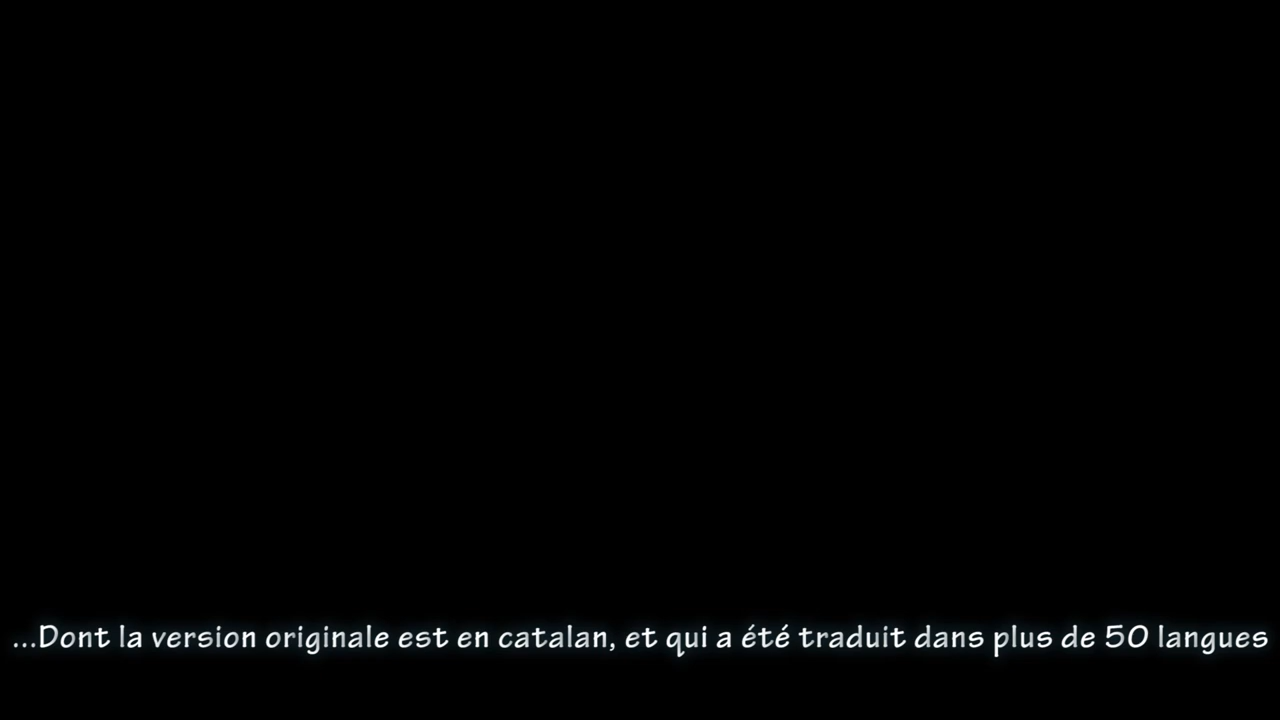 ...Dont la version originale est en catalan, et qui a été traduit dans plus de 50 langues